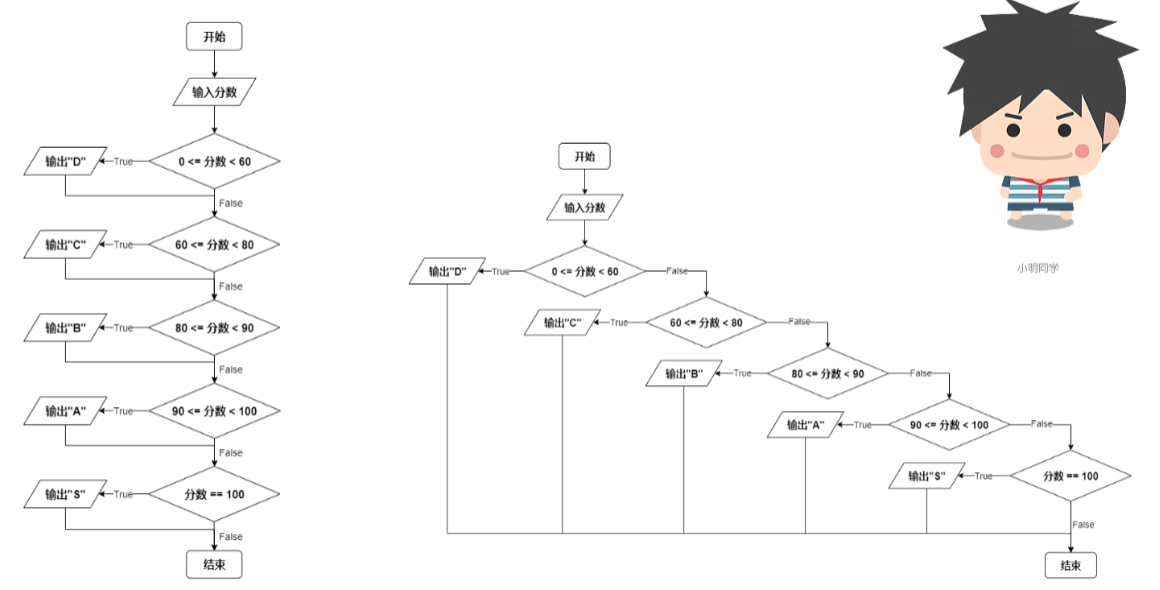 开始
输入分数
0 <= 分数 < 60
True
输出"D"
False
60 <= 分数 < 80
True
输出"C"
False
80 <= 分数 < 90
True
输出"B"
False
90 <= 分数 < 100
True
输出"A"
False
分数 == 100
True
输出"S"
False
结束
开始
输入分数
输出"D" True 0 <= 分数 < 60 False
输出"C" True 60 <= 分数 < 80 False
输出"B" True 80 <= 分数 < 90 False
输出"A" True 90 <= 分数 < 100 False
输出"S" True 分数 == 100
False
结束
小明同学